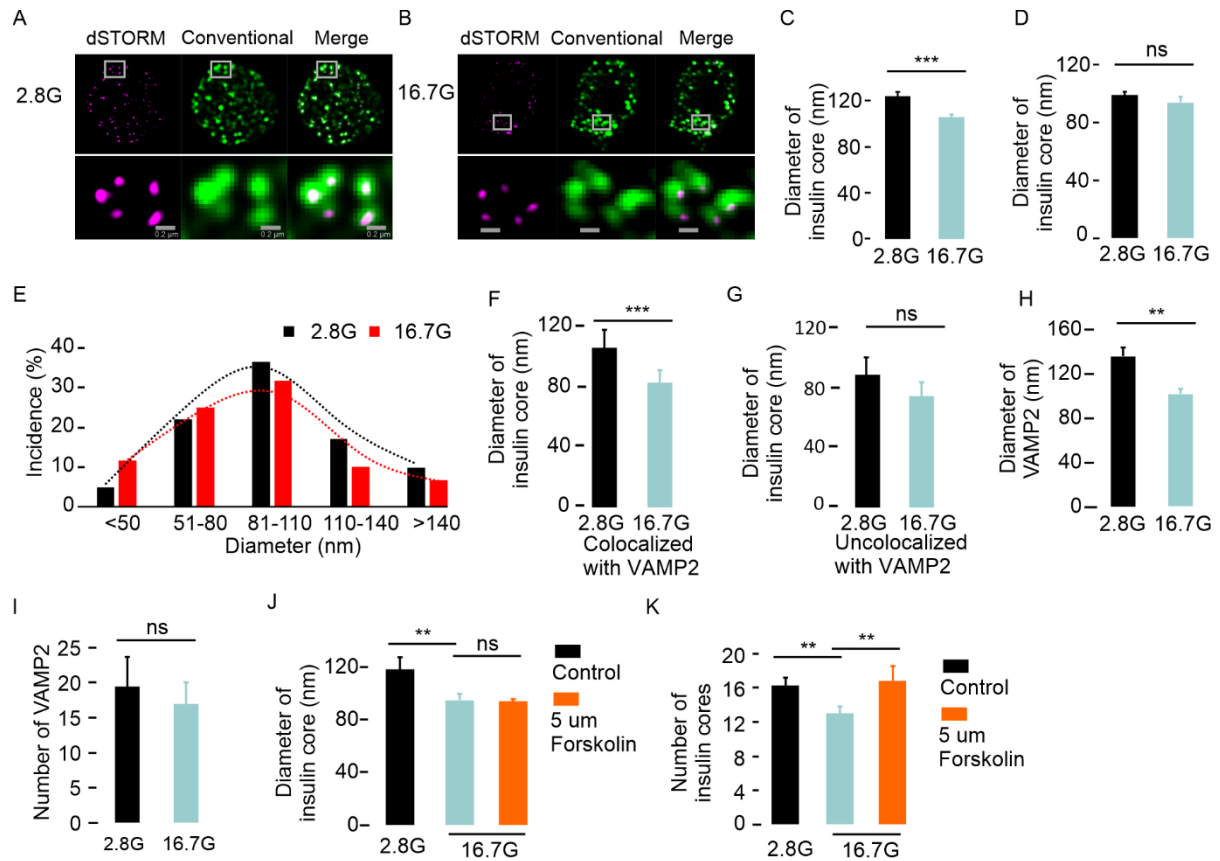 A
dSTORM Conventional Merge
2.8G
0.2 µm 0.2 µm 0.2 µm
B
dSTORM Conventional Merge
16.7G
C
***
Diameter of
insulin core (nm)
120
80
40
0
2.8G 16.7G
D
ns
Diameter of
insulin core (nm)
120
80
40
0
2.8G 16.7G
E
2.8G 16.7G
Incidence (%)
40
30
20
10
0
<50 51-80 81-110 110-140 >140
Diameter (nm)
F
***
Diameter of
insulin core (nm)
120
80
40
0
2.8G 16.7G
Colocalized
with VAMP2
G
ns
Diameter of
insulin core (nm)
120
80
40
0
2.8G 16.7G
Uncolocalized
with VAMP2
H
**
Diameter of
VAMP2 (nm)
160
120
80
40
0
2.8G 16.7G
I
ns
Number of VAMP2
25
20
15
10
5
0
2.8G 16.7G
J
** ns
Diameter of
insulin core (nm)
120
80
40
0
2.8G 16.7G
Control
5 um
Forskolin
K
** **
Number of
insulin cores
20
16
12
8
4
0
2.8G 16.7G
Control
5 um
Forskolin